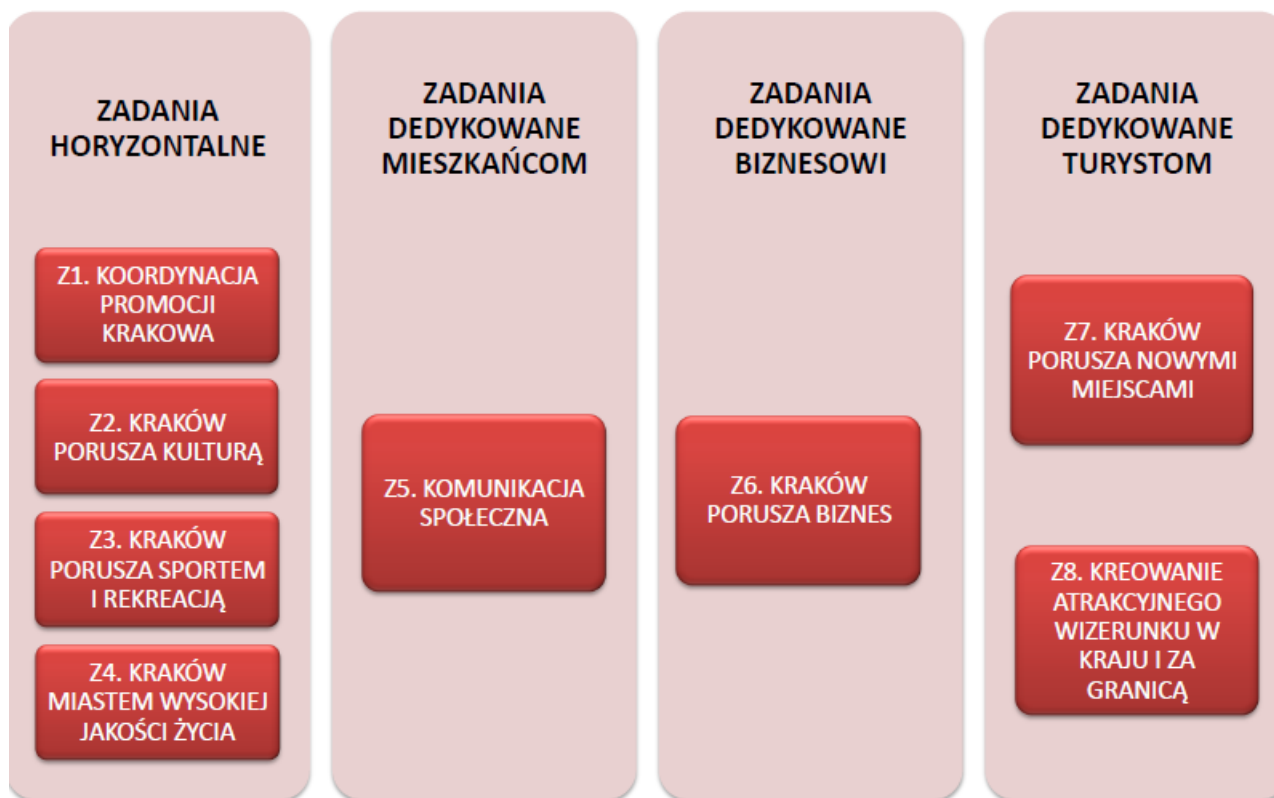 ZADANIA
HORYZONTALNE
Z1. KOORDYNACJA
PROMOCJI
KRAKOWA
Z2. KRAKÓW
PORUSZA KULTURĄ
Z3. KRAKÓW
PORUSZA SPORTEM
I REKREACJĄ
Z4. KRAKÓW
MIASTEM WYSOKIEJ
JAKOŚCI ŻYCIA
ZADANIA
DEDYKOWANE
MIESZKAŃCOM
Z5. KOMUNIKACJA
SPOŁECZNA
ZADANIA
DEDYKOWANE
BIZNESOWI
Z6. KRAKÓW
PORUSZA BIZNES
ZADANIA
DEDYKOWANE
TURYSTOM
Z7. KRAKÓW
PORUSZA NOWYMI
MIEJSCAMI
Z8. KREOWANIE
ATRAKCYJNEGO
WIZERUNKU W
KRAJU I ZA
GRANICĄ